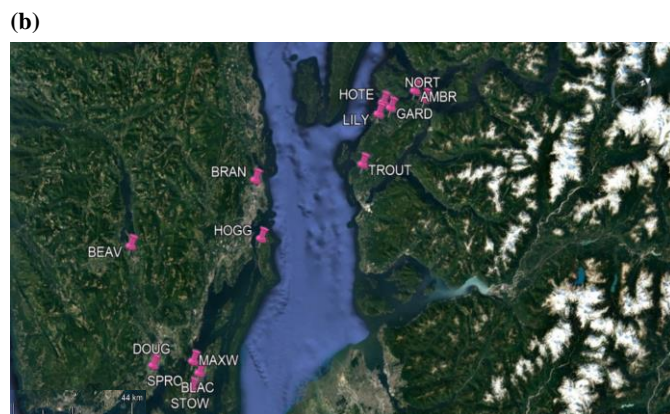 (b)
NORT
HOTE
AMBR
LILY
GARD
BRAN
TROUT
HOGG
BEAV
DOUG
MAXW
SPRO
BLAC
STOW
44 km